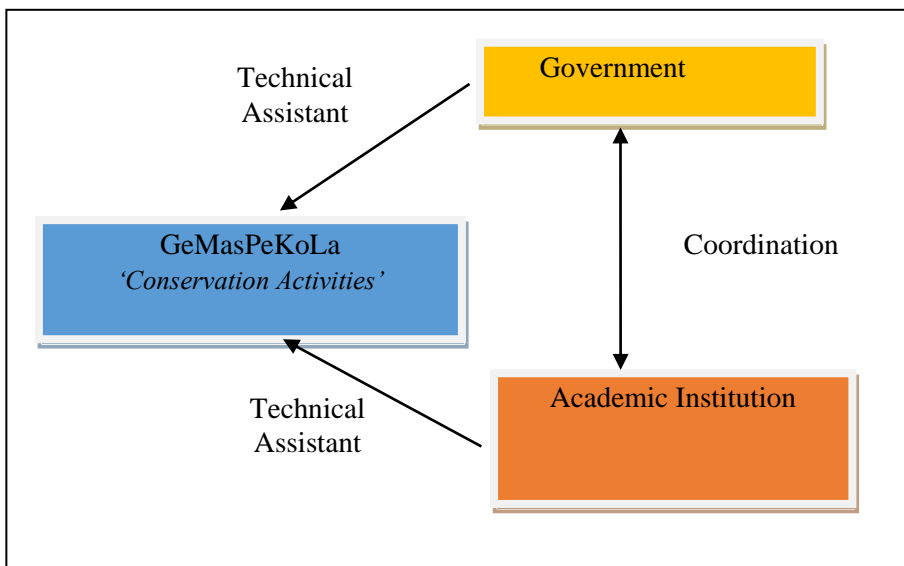 Government
Technical
Assistant
GeMasPeKoLa
‘Conservation Activities’
Coordination
Academic Institution
Technical
Assistant